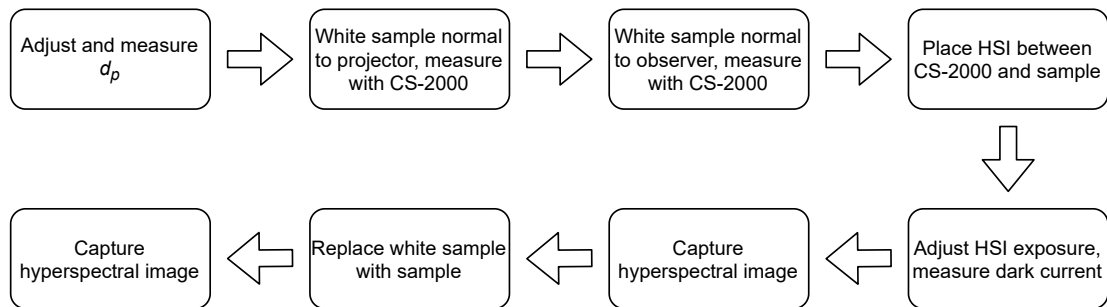 Adjust and measure
dp
White sample normal
to projector, measure
with CS-2000
White sample normal
to observer, measure
with CS-2000
Place HSI between
CS-2000 and sample
Adjust HSI exposure,
measure dark current
Capture
hyperspectral image
Replace white sample
with sample
Capture
hyperspectral image